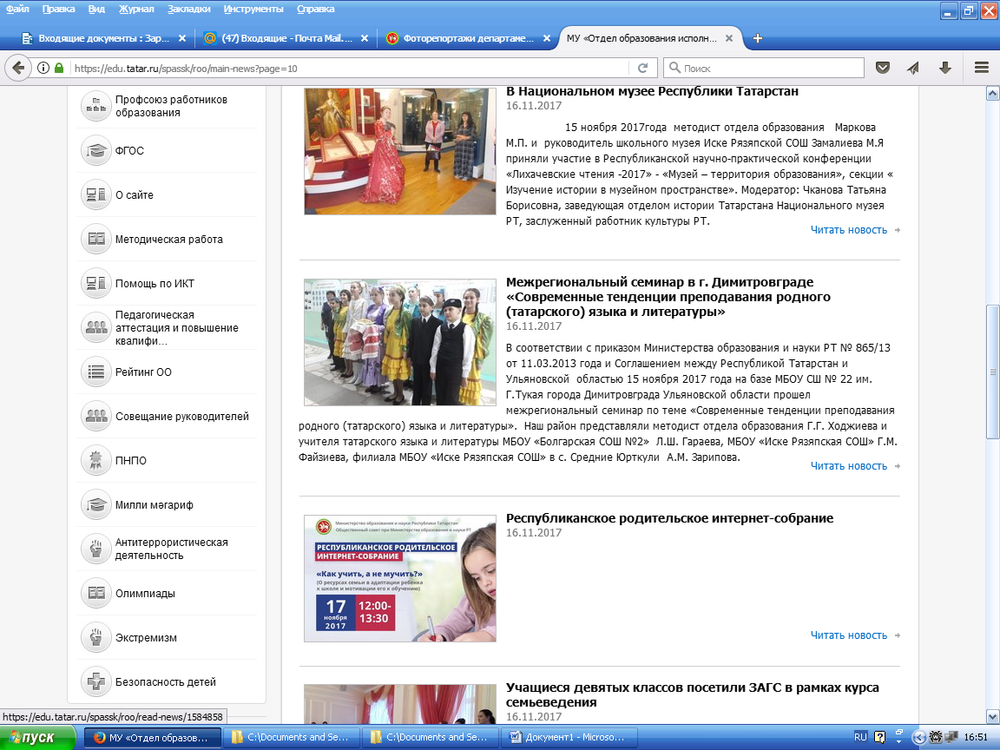 Файл Правка Вид Журнал Закладки Инструменты Справка
Входящие документы : Зар... (47) Входящие - Почта Mail.... Фоторепортажи департаме... МУ «Отдел образования исполн...
https://edu.tatar.ru/spassk/roo/main-news?page=10
Поиск
Профсоюз работников
образования
ФГОС
О сайте
Методическая работа
Помощь по ИКТ
Педагогическая
аттестация и повышение
квалифи...
Рейтинг ОО
Совещание руководителей
ПНПО
Милли мәгариф
Антитеррористическая
деятельность
Олимпиады
Экстремизм
Безопасность детей
В Национальном музее Республики Татарстан
16.11.2017
15 ноября 2017года методист отдела образования Маркова
М.П. и руководитель школьного музея Иске Рязяпской СОШ Замалиева М.Я
приняли участие в Республиканской научно-практической конференции
«Лихачевские чтения -2017» - «Музей – территория образования», секции «
Изучение истории в музейном пространстве». Модератор: Чканова Татьяна
Борисовна, заведующая отделом истории Татарстана Национального музея
РТ, заслуженный работник культуры РТ.
Читать новость
Межрегиональный семинар в г. Димитровграде
«Современные тенденции преподавания родного
(татарского) языка и литературы»
16.11.2017
В соответствии с приказом Министерства образования и науки РТ № 865/13
от 11.03.2013 года и Соглашением между Республикой Татарстан и
Ульяновской областью 15 ноября 2017 года на базе МБОУ СШ № 22 им.
Г.Тукая города Димитровграда Ульяновской области прошел
межрегиональный семинар по теме «Современные тенденции преподавания
родного (татарского) языка и литературы». Наш район представляли методист отдела образования Г.Г. Ходжиева и
учителя татарского языка и литературы МБОУ «Болгарская СОШ №2» Л.Ш. Гараева, МБОУ «Иске Рязяпская СОШ» Г.М.
Файзиева, филиала МБОУ «Иске Рязяпская СОШ» в с. Средние Юрткули А.М. Зарипова.
Читать новость
Министерство образования и науки Республики Татарстан
Общественный совет при Министерстве образования и науки РТ
РЕСПУБЛИКАНСКОЕ РОДИТЕЛЬСКОЕ
ИНТЕРНЕТ-СОБРАНИЕ
«Как учить, а не мучить?»
(О ресурсах семьи в адаптации ребенка
к школе и мотивации его к обучению)
17
ноября
2017
12:00-
13:30
Республиканское родительское интернет-собрание
16.11.2017
Читать новость
Учащиеся девятых классов посетили ЗАГС в рамках курса
семьеведения
16.11.2017
https://edu.tatar.ru/spassk/roo/read-news/1584858
пуск МУ «Отдел образов... C:\Documents and Se... C:\Documents and Se... Документ1 - Microso... RU 16:51